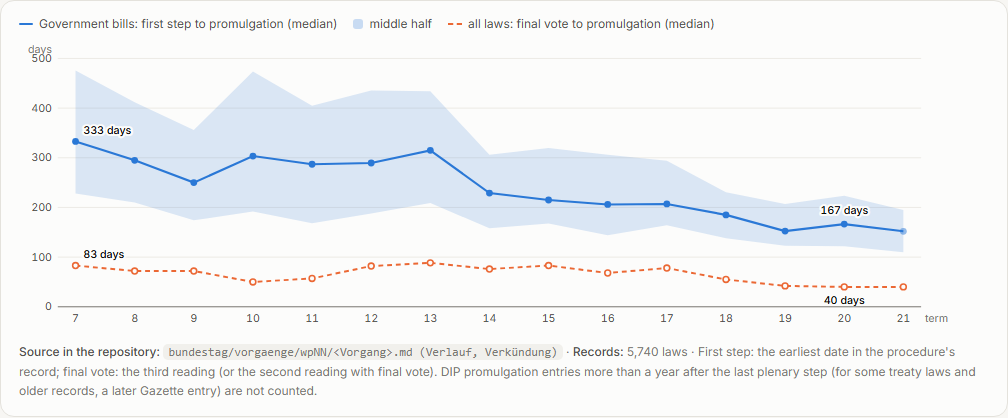 Government bills: first step to promulgation (median) middle half all laws: final vote to promulgation (median)
days
500
400
300
200
100
0
333 days
167 days
83 days
40 days
7 8 9 10 11 12 13 14 15 16 17 18 19 20 21 term
Source in the repository: bundestag/vorgaenge/wpNN/<Vorgang>.md (Verlauf, Verkündung) · Records: 5,740 laws · First step: the earliest date in the procedure's
record; final vote: the third reading (or the second reading with final vote). DIP promulgation entries more than a year after the last plenary step (for some treaty laws and
older records, a later Gazette entry) are not counted.